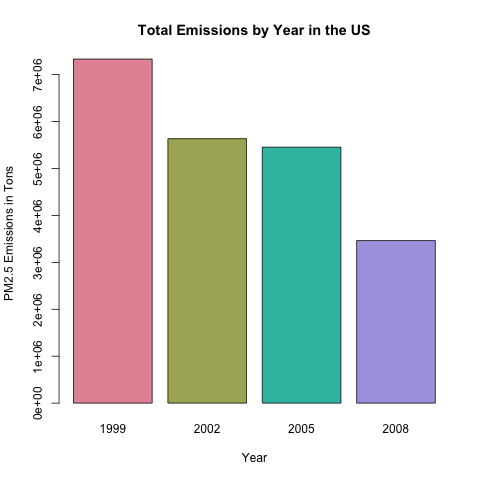 Total Emissions by Year in the US
PM2.5 Emissions in Tons
7e+06
6e+06
5e+06
4e+06
3e+06
2e+06
1e+06
0e+00
1999 2002 2005 2008
Year